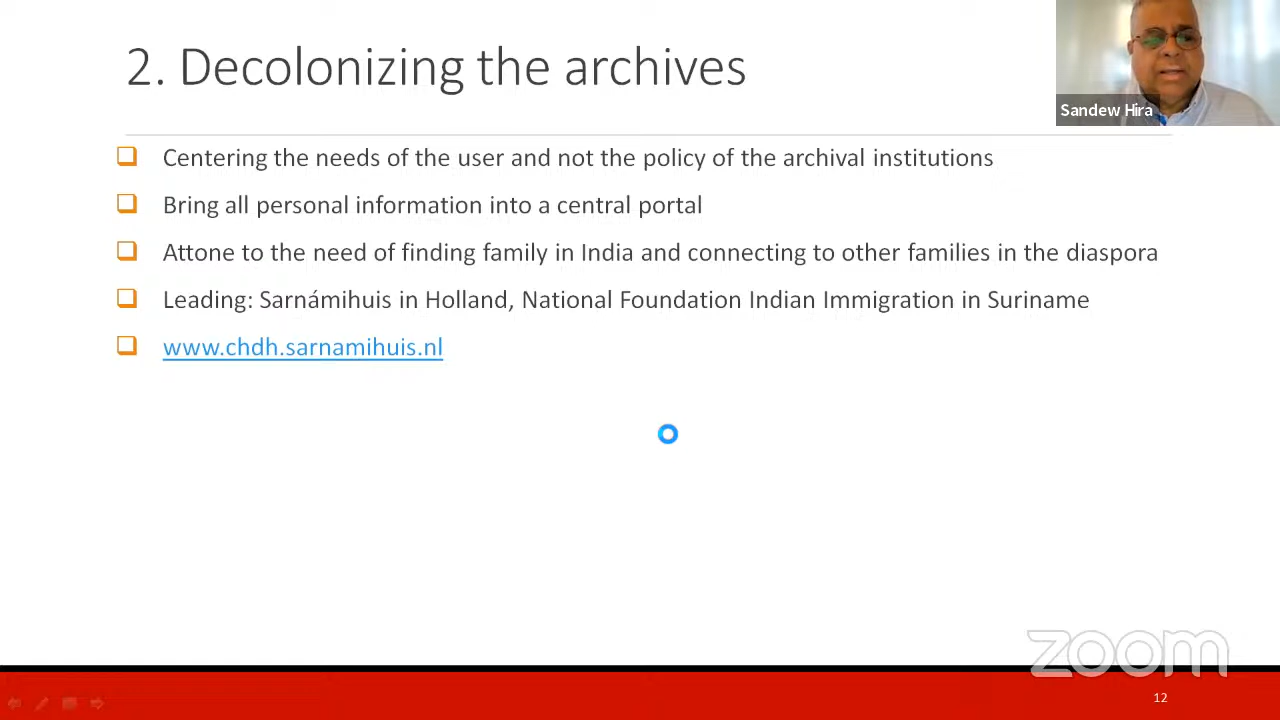 2. Decolonizing the archives
Sandew Hira
Centering the needs of the user and not the policy of the archival institutions
Bring all personal information into a central portal
Attone to the need of finding family in India and connecting to other families in the diaspora
Leading: Sarnámihuis in Holland, National Foundation Indian Immigration in Suriname
www.chdh.sarnamihuis.nl
zoom
12